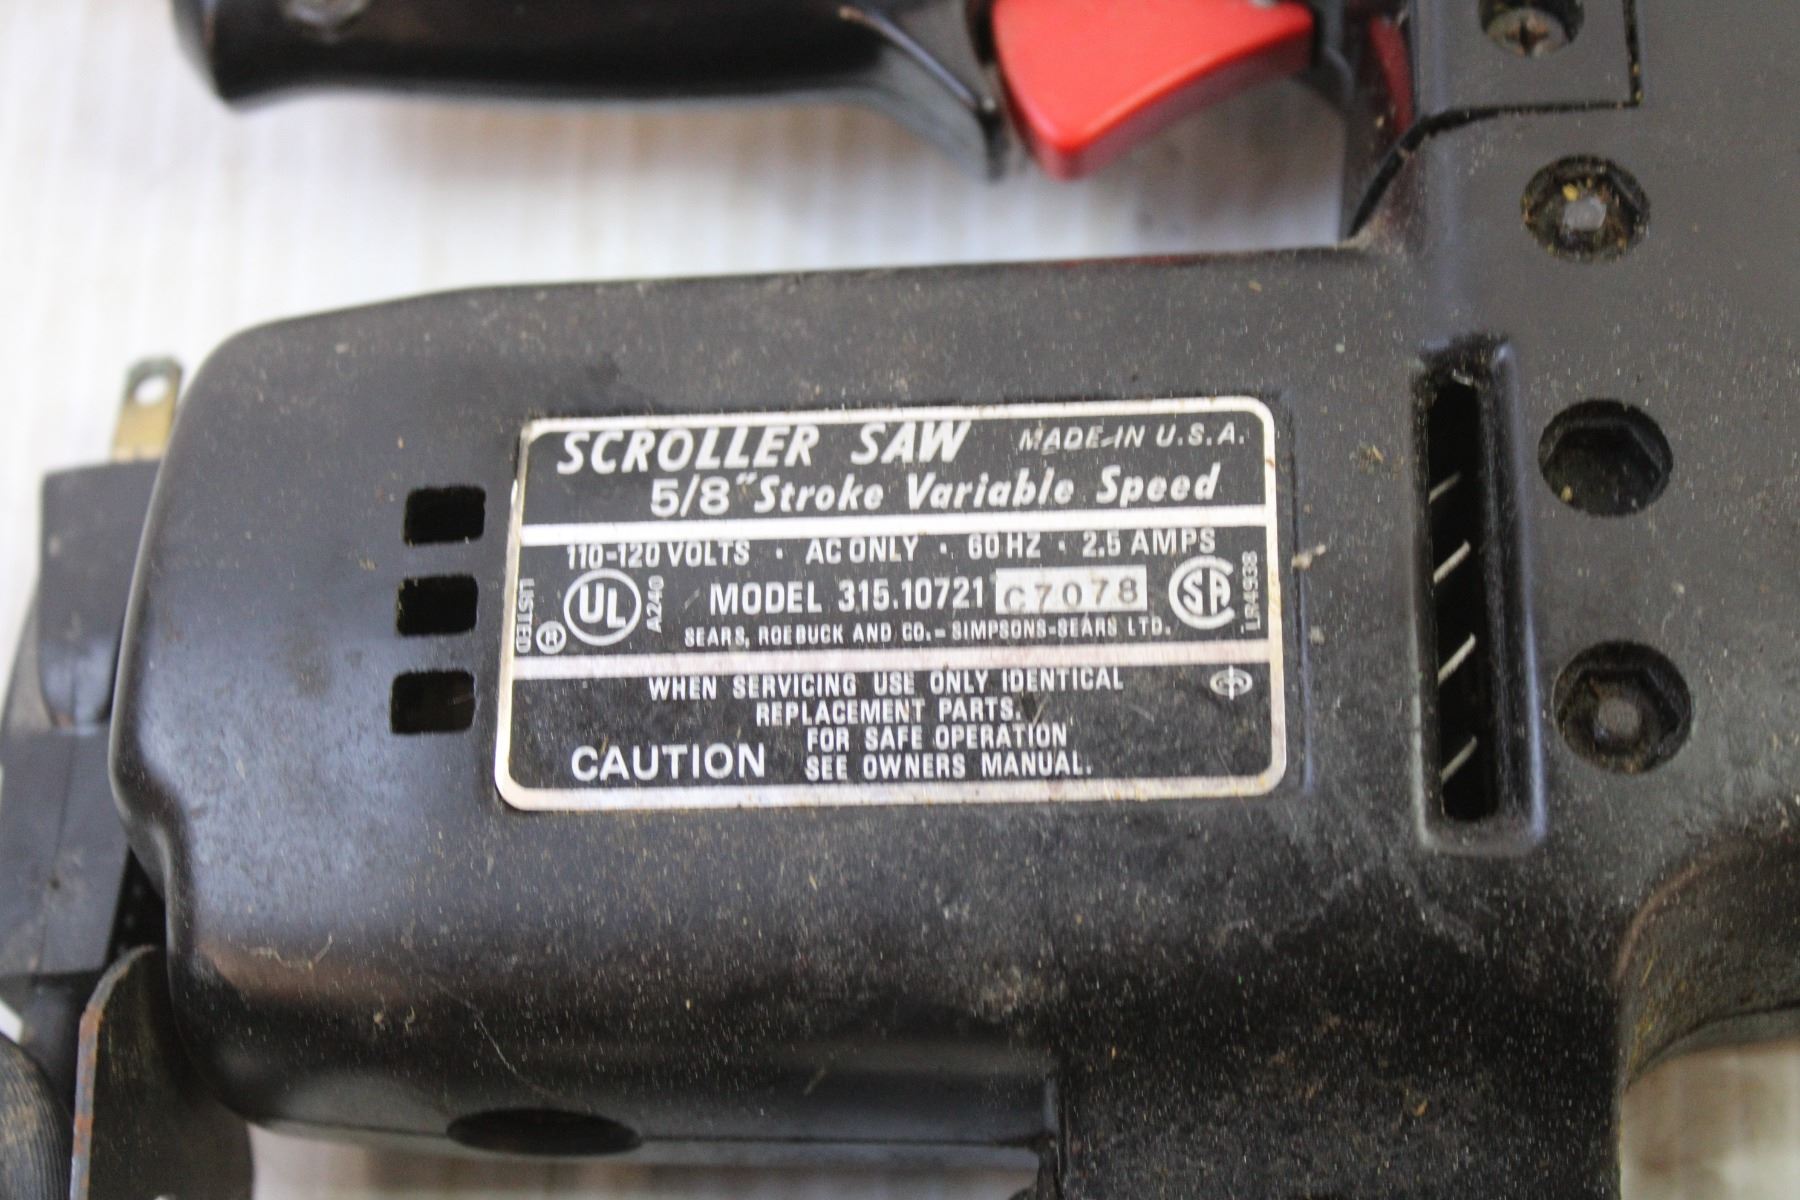 SCROLLER SAW MADE IN U.S.A.
5/8" Stroke Variable Speed
110-120 VOLTS · AC ONLY · 60 HZ · 2.5 AMPS
LISTED ® UL A240 MODEL 315.10721 C7078 SA LR4938
SEARS, ROEBUCK AND CO.- SIMPSONS-SEARS LTD.
WHEN SERVICING USE ONLY IDENTICAL
REPLACEMENT PARTS.
CAUTION FOR SAFE OPERATION
SEE OWNERS MANUAL.